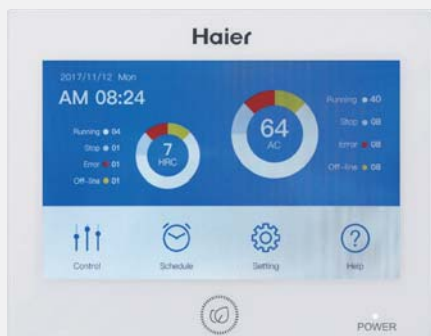 Haier
2017/11/12 Mon
AM 08:24
Running 04
Stop 01
Error 01
Off-line 01
7
HRC
64
AC
Running 40
Stop 08
Error 08
Off-line 08
Control
Schedule
Setting
Help
POWER